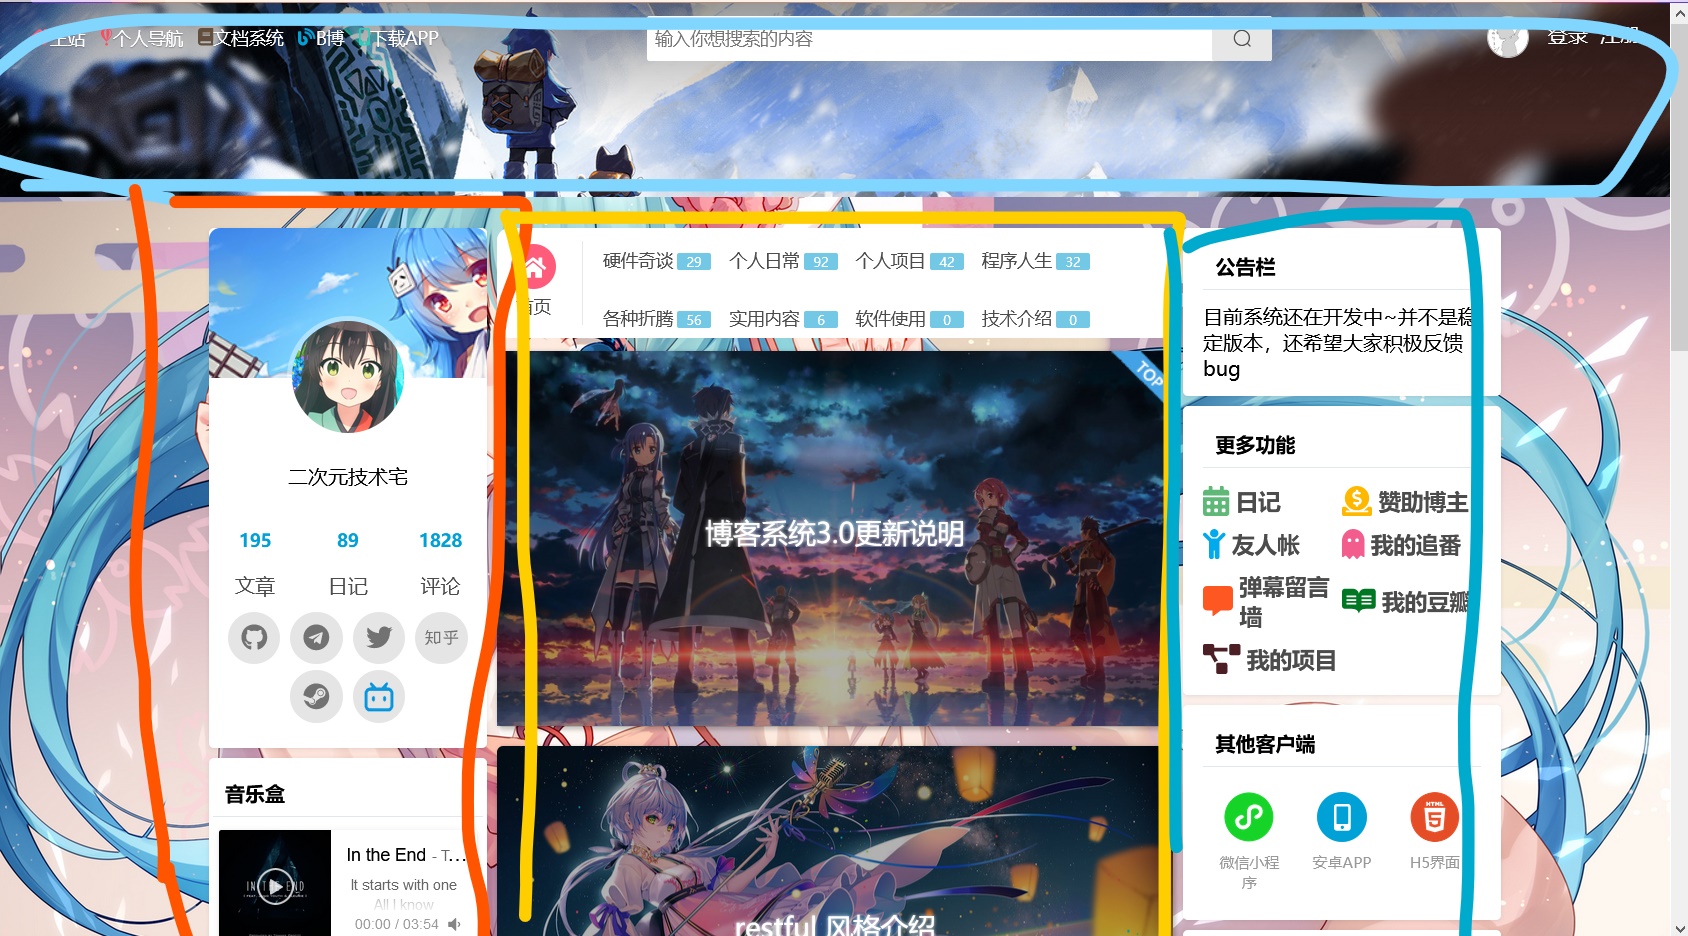 主站 个人导航 文档系统 B博 下载APP
输入你想搜索的内容
登录 注册
首页
硬件奇谈 29 个人日常 92 个人项目 42 程序人生 32
各种折腾 56 实用内容 6 软件使用 0 技术介绍 0
二次元技术宅
195 89 1828
文章 日记 评论
知乎
音乐盒
In the End - T...
IN THE END
It starts with one
All I know
00:00 / 03:54
TOP
博客系统3.0更新说明
restful 风格介绍
公告栏
目前系统还在开发中~并不是稳
定版本，还希望大家积极反馈
bug
更多功能
日记 赞助博主
友人帐 我的追番
弹幕留言
墙 我的豆瓣
我的项目
其他客户端
HTML
5
微信小程
序
安卓APP H5界面